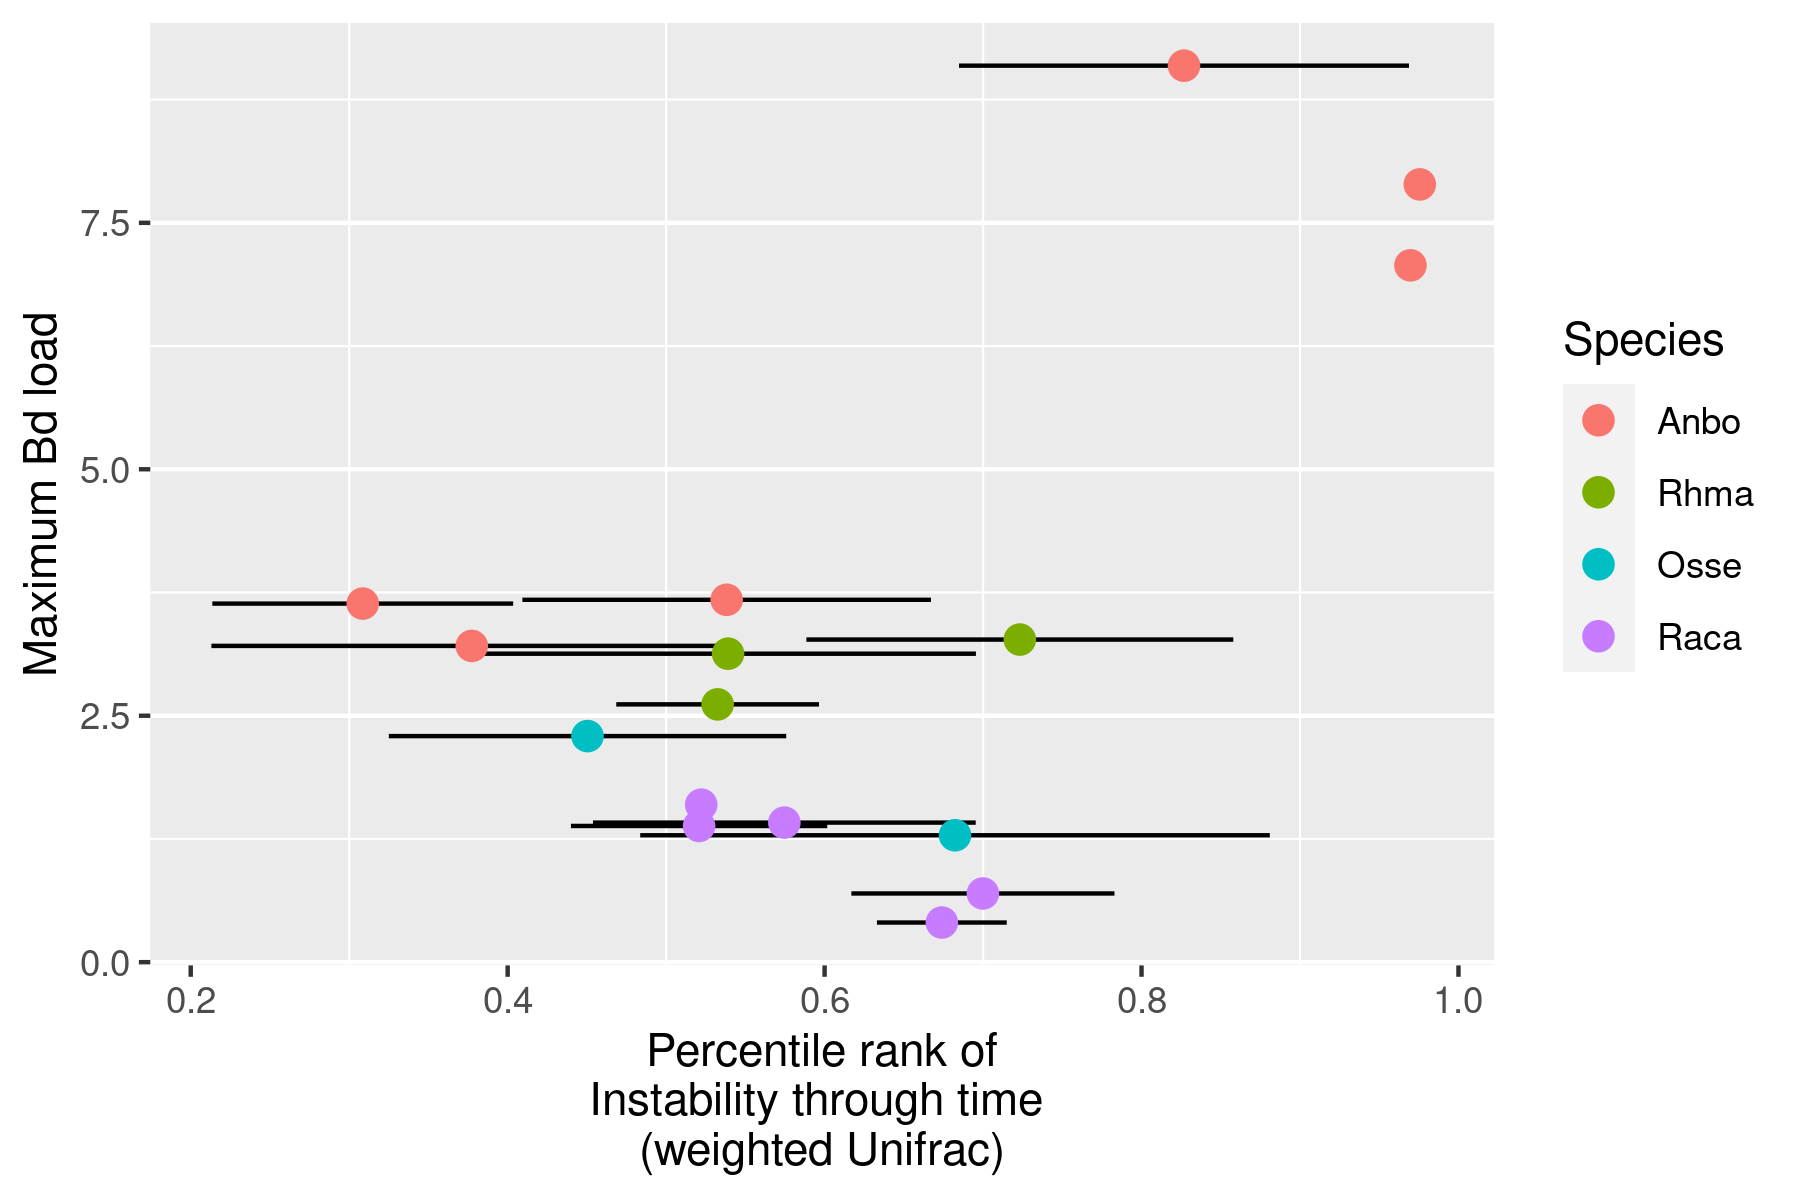 Maximum Bd load
7.5
5.0
2.5
0.0
0.2 0.4 0.6 0.8 1.0
Percentile rank of
Instability through time
(weighted Unifrac)
Species
Anbo
Rhma
Osse
Raca